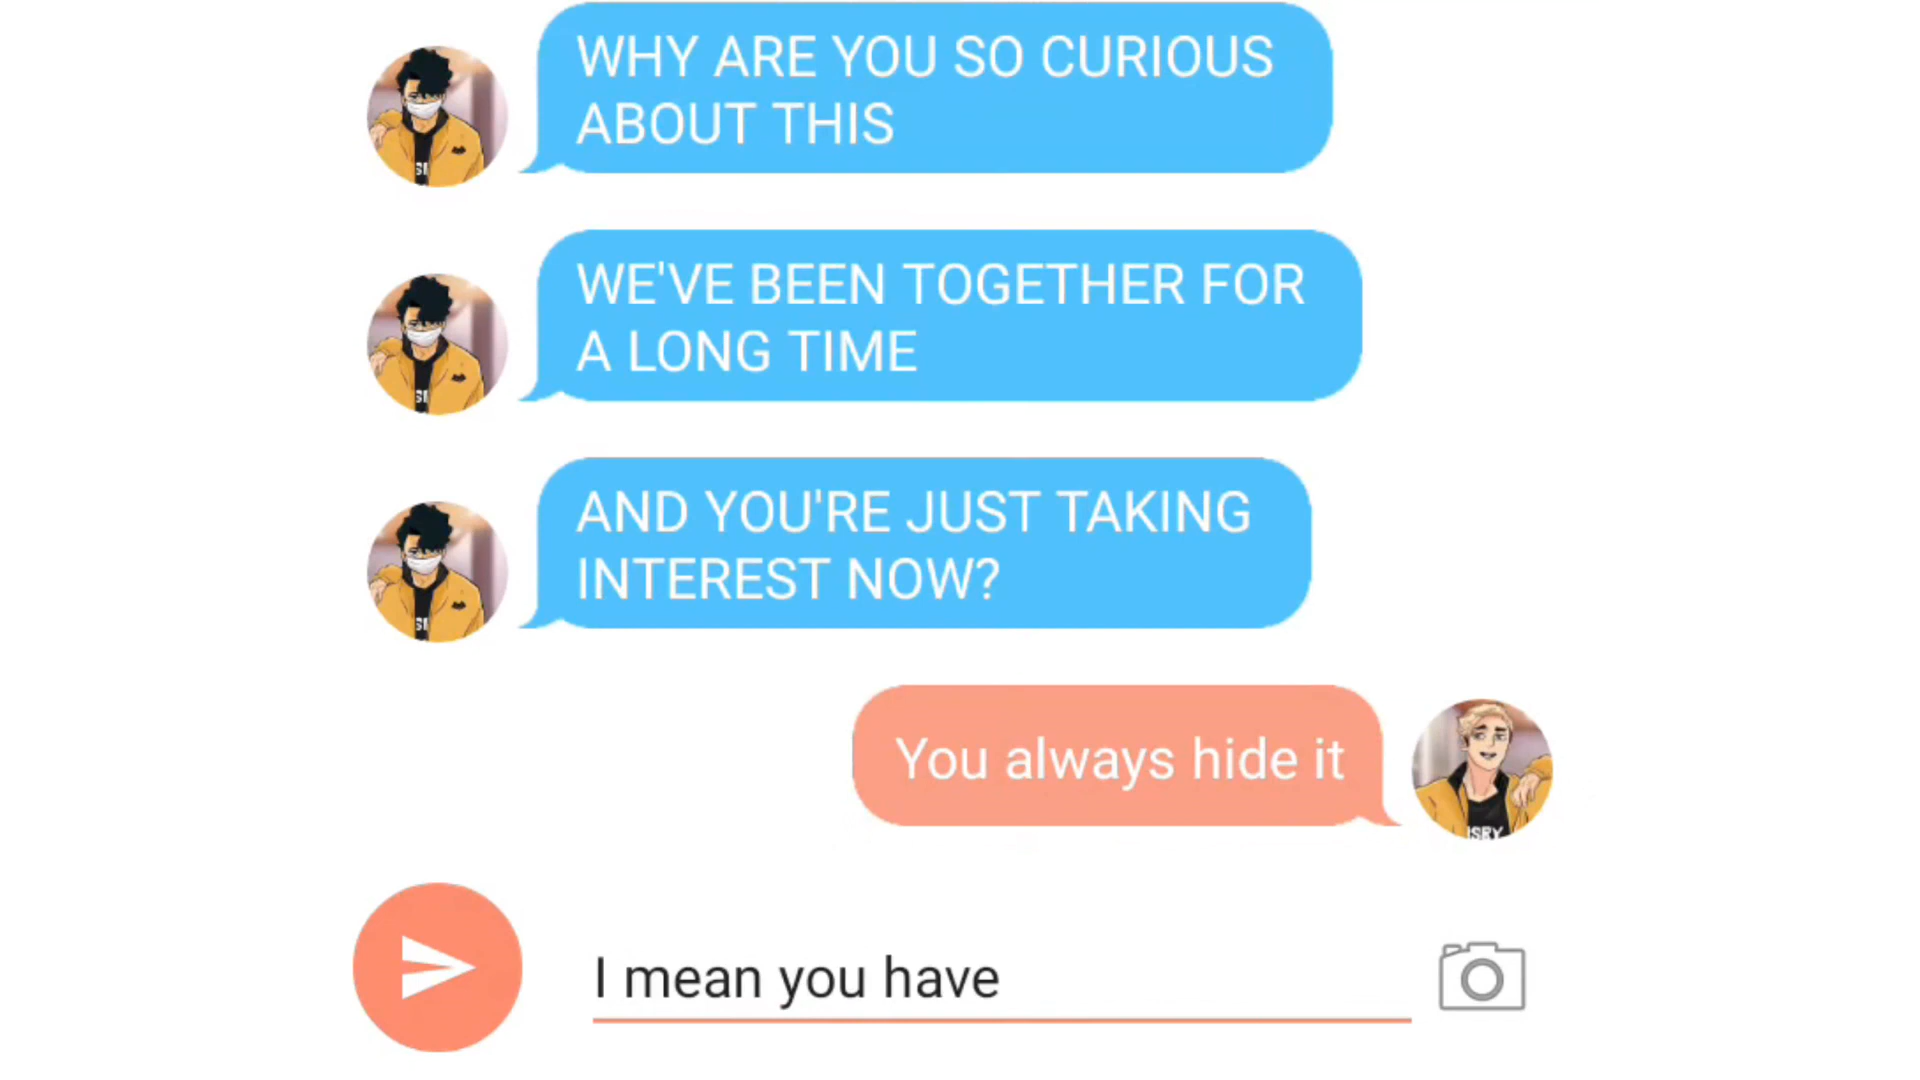 WHY ARE YOU SO CURIOUS
ABOUT THIS
WE'VE BEEN TOGETHER FOR
A LONG TIME
AND YOU'RE JUST TAKING
INTEREST NOW?
You always hide it
I mean you have